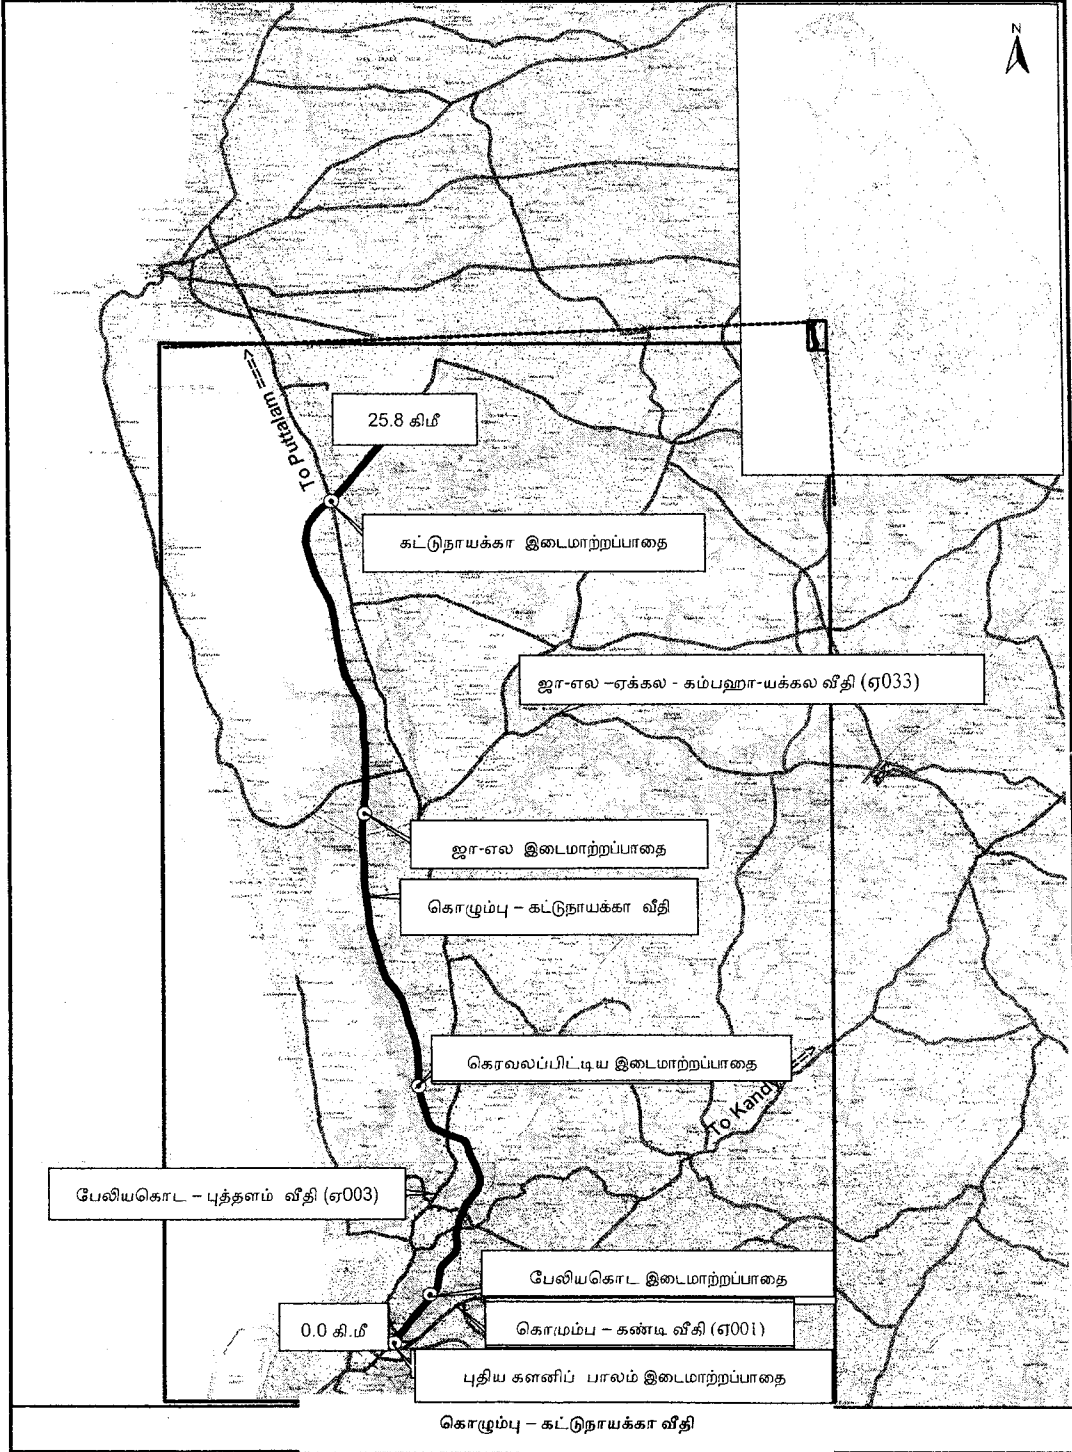 N
To Puttalam
25.8 கிமீ
கட்டுநாயக்கா இடைமாற்றப்பாதை
ஜா-எல –ஏக்கல - கம்பஹா-யக்கல வீதி (ஏ033)
ஜா-எல இடைமாற்றப்பாதை
கொழும்பு – கட்டுநாயக்கா வீதி
கெரவலப்பிட்டிய இடைமாற்றப்பாதை
To Kandy
பேலியகொட – புத்தளம் வீதி (ஏ003)
பேலியகொட இடைமாற்றப்பாதை
0.0 கி.மீ
கொழும்பு – கண்டி வீதி (ஏ001)
புதிய களனிப் பாலம் இடைமாற்றப்பாதை
கொழும்பு – கட்டுநாயக்கா வீதி